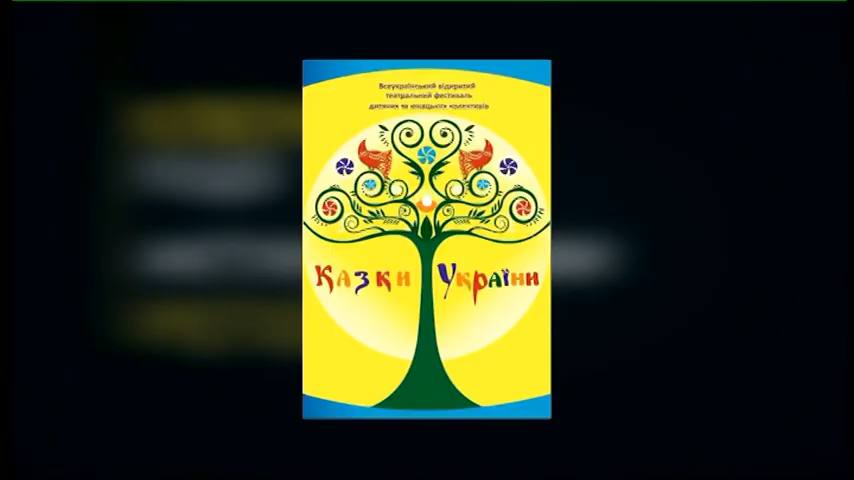 Всеукраїнський відкритий
театральний фестиваль
дитячих та юнацьких колективів
Казки України